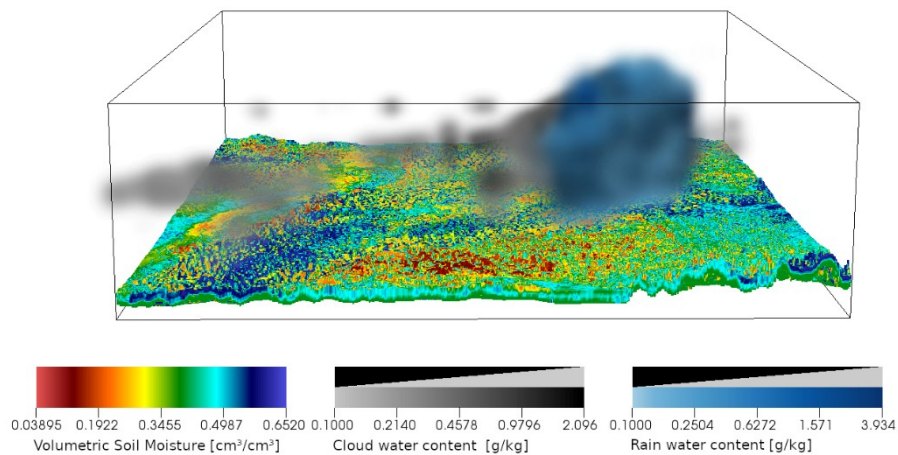 0.03895 0.1922 0.3455 0.4987 0.6520
Volumetric Soil Moisture [cm³/cm³]
0.1000 0.2140 0.4578 0.9796 2.096
Cloud water content [g/kg]
0.1000 0.2504 0.6272 1.571 3.934
Rain water content [g/kg]